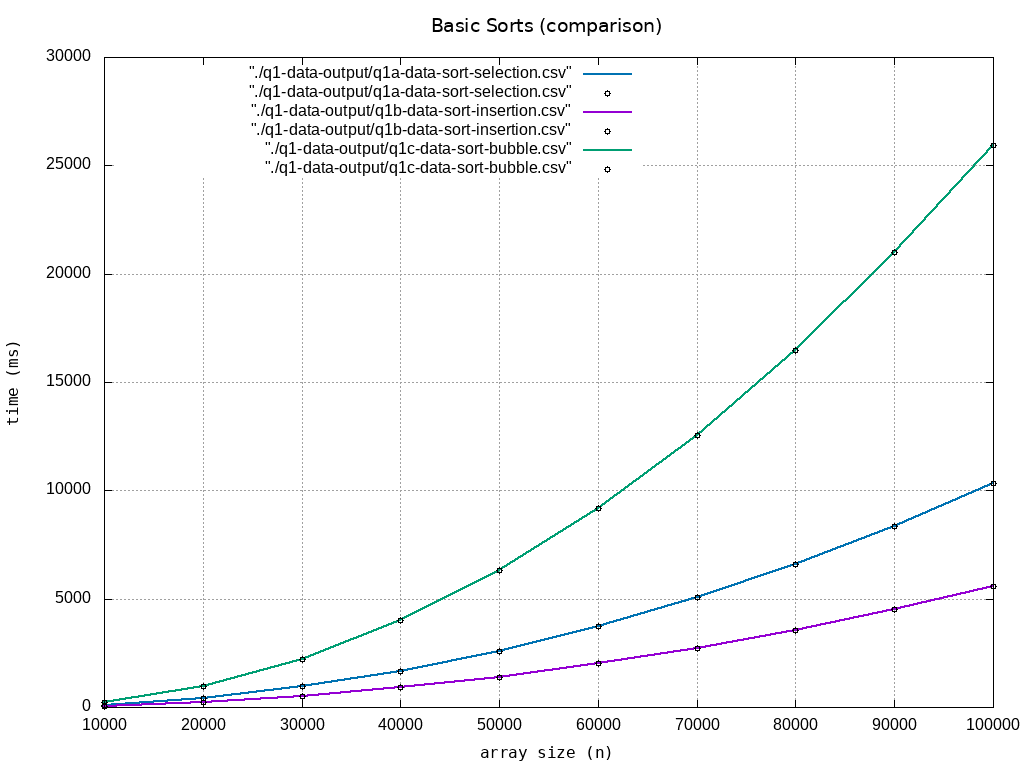 Basic Sorts (comparison)
30000
25000
20000
15000
10000
5000
0
time (ms)
"./q1-data-output/q1a-data-sort-selection.csv"
"./q1-data-output/q1a-data-sort-selection.csv"
"./q1-data-output/q1b-data-sort-insertion.csv"
"./q1-data-output/q1b-data-sort-insertion.csv"
"./q1-data-output/q1c-data-sort-bubble.csv"
"./q1-data-output/q1c-data-sort-bubble.csv"
10000 20000 30000 40000 50000 60000 70000 80000 90000 100000
array size (n)